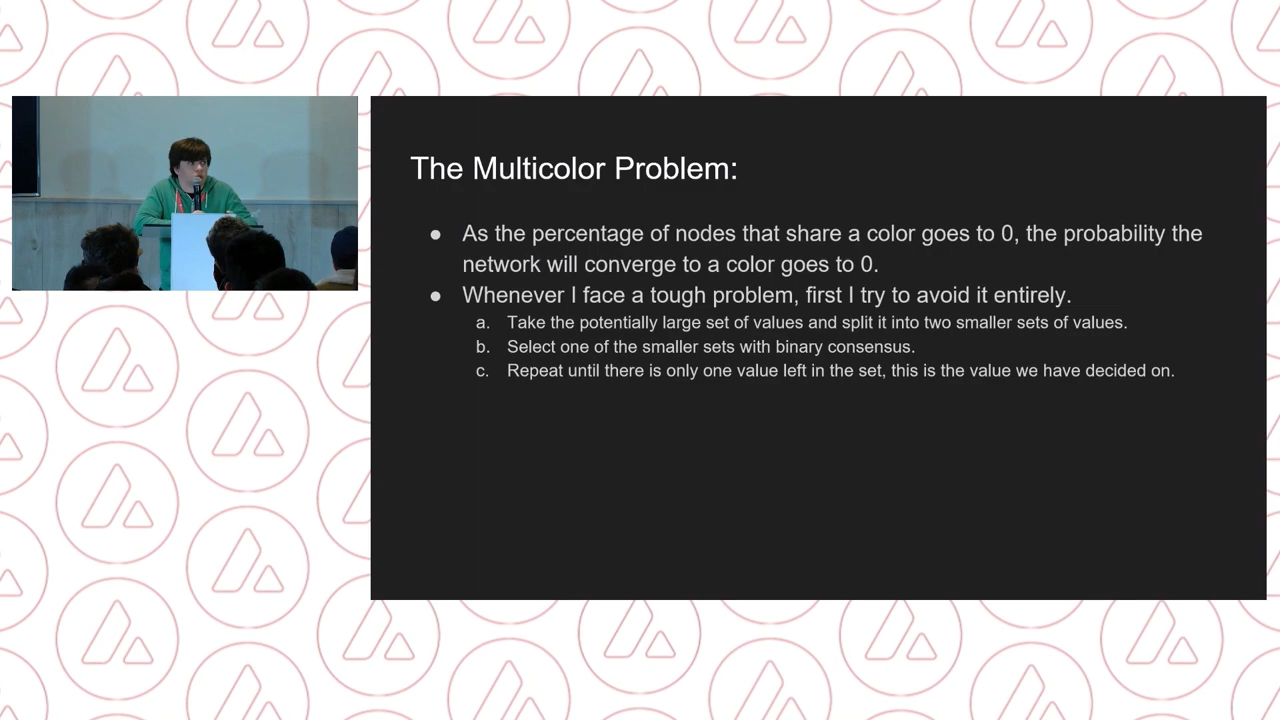 The Multicolor Problem:
● As the percentage of nodes that share a color goes to 0, the probability the
network will converge to a color goes to 0.
● Whenever I face a tough problem, first I try to avoid it entirely.
a. Take the potentially large set of values and split it into two smaller sets of values.
b. Select one of the smaller sets with binary consensus.
c. Repeat until there is only one value left in the set, this is the value we have decided on.